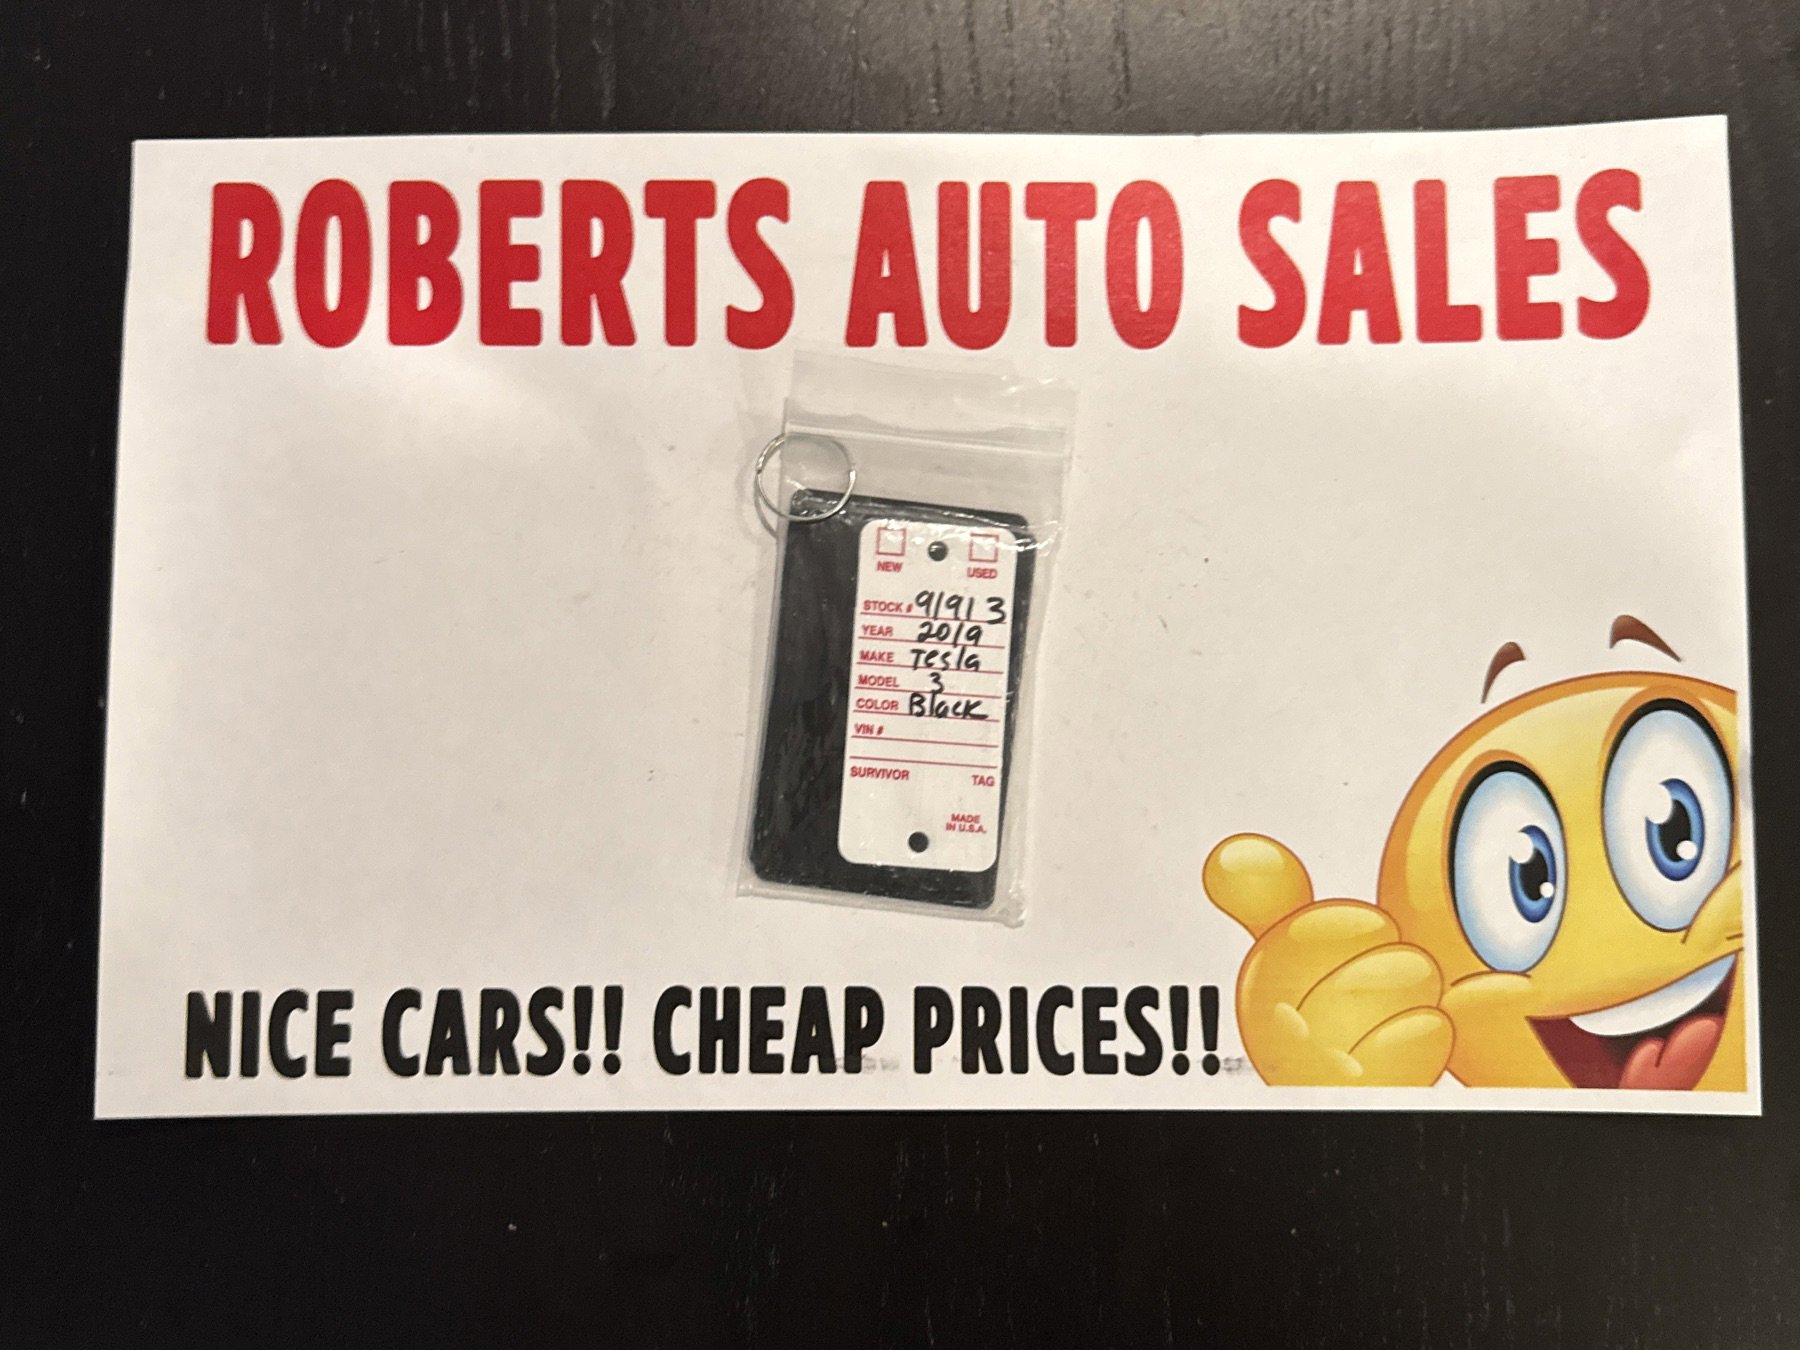 ROBERTS AUTO SALES
NEW USED
STOCK # 91913
YEAR 2019
MAKE Tesla
MODEL 3
COLOR Black
VIN #
SURVIVOR TAG
MADE
IN U.S.A.
NICE CARS!! CHEAP PRICES!!